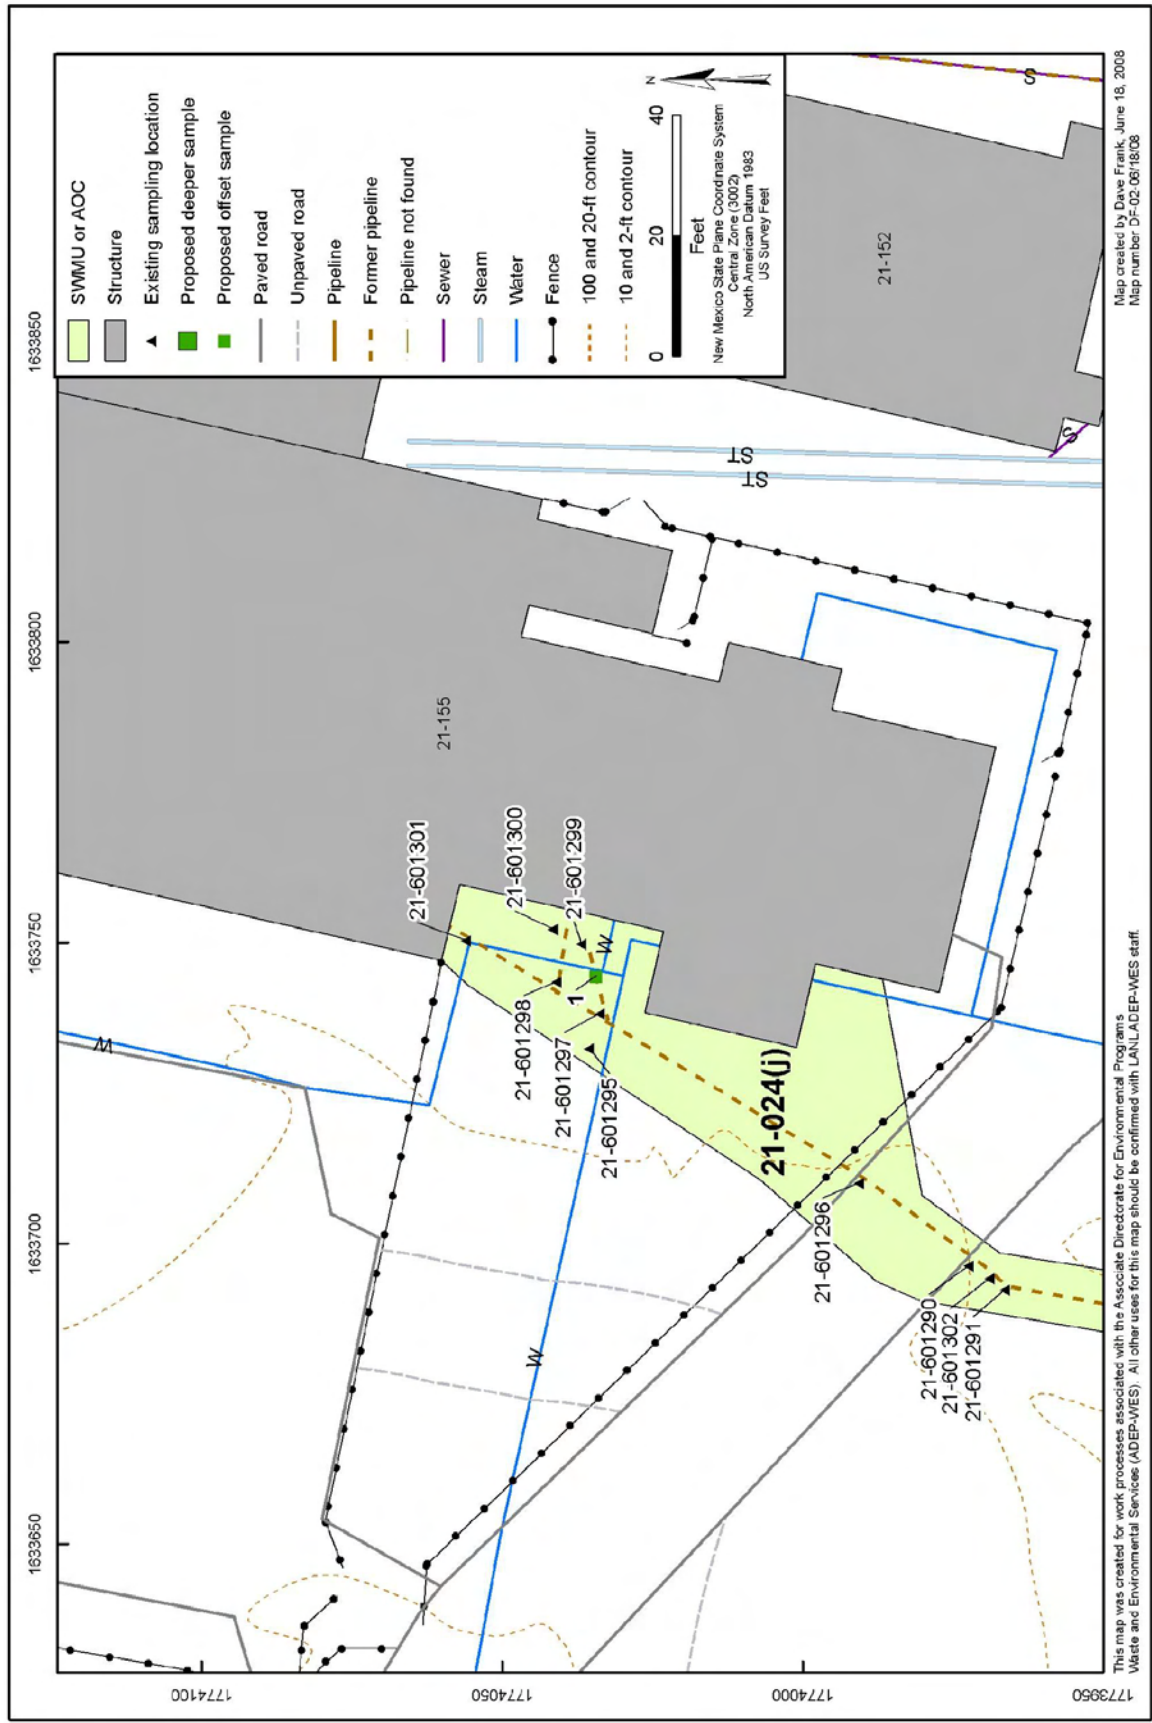 1633650
1633700
1633750
1633800
1633850
1774100
1774050
1774000
1773950
SWMU or AOC
Structure
Existing sampling location
Proposed deeper sample
Proposed offset sample
Paved road
Unpaved road
Pipeline
Former pipeline
Pipeline not found
Sewer
Steam
Water
Fence
100 and 20-ft contour
10 and 2-ft contour
0 20 40
Feet
N
New Mexico State Plane Coordinate System
Central Zone (3002)
North American Datum 1983
US Survey Feet
W
21-155
21-601301
21-601300
21-601299
W
21-601298
1
21-601297
21-601295
W
ST
ST
21-152
S
S
21-024(j)
21-601296
21-601290
21-601302
21-601291
This map was created for work processes associated with the Associate Directorate for Environmental Programs
Waste and Environmental Services (ADEP-WES). All other uses for this map should be confirmed with LANL ADEP-WES staff.
Map created by Dave Frank, June 18, 2008
Map number DF-02-06/18/08